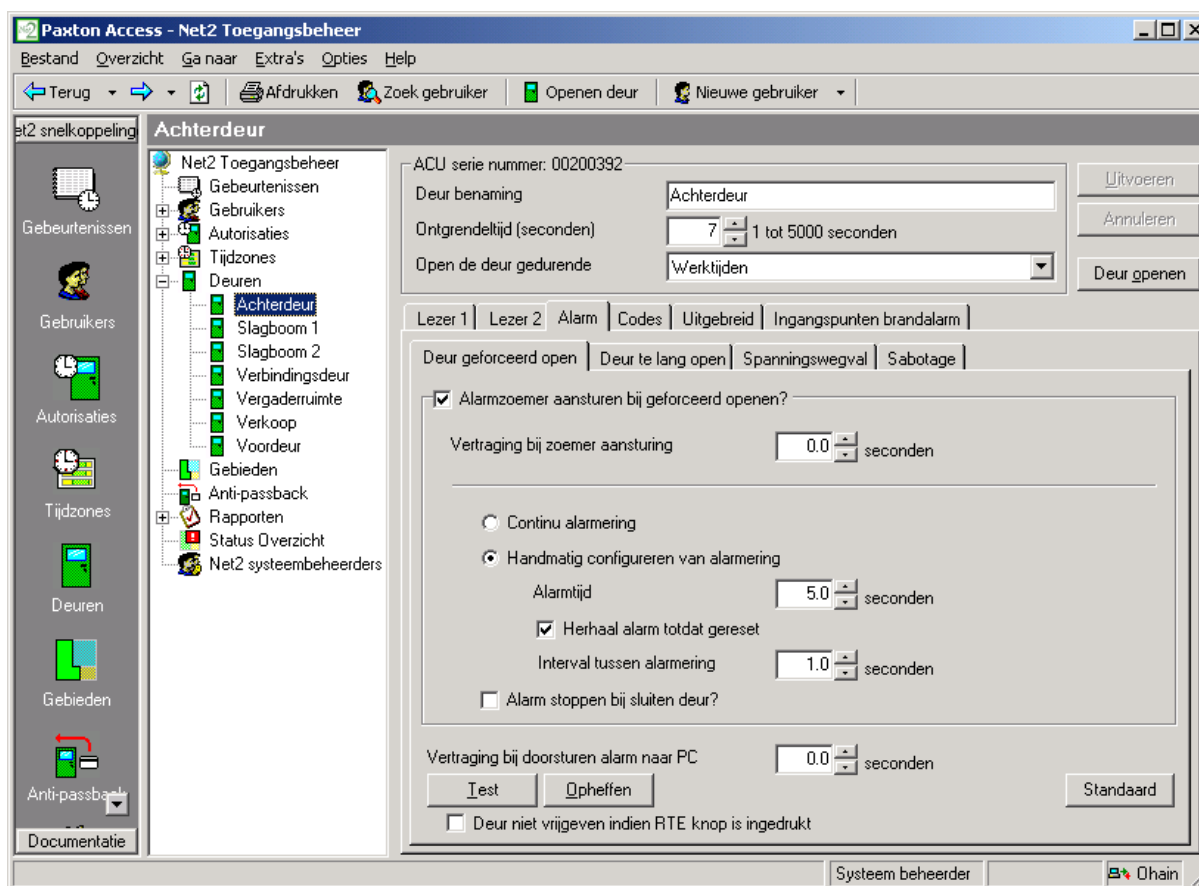 Paxton Access - Net2 Toegangsbeheer
Bestand Overzicht Ga naar Extra's Opties Help
Terug Afdrukken Zoek gebruiker Openen deur Nieuwe gebruiker
et2 snelkoppeling
Gebeurtenissen
Gebruikers
Autorisaties
Tijdzones
Deuren
Gebieden
Anti-passback
Documentatie
Achterdeur
Net2 Toegangsbeheer
Gebeurtenissen
Gebruikers
Autorisaties
Tijdzones
Deuren
Achterdeur
Slagboom 1
Slagboom 2
Verbindingsdeur
Vergaderruimte
Verkoop
Voordeur
Gebieden
Anti-passback
Rapporten
Status Overzicht
Net2 systeembeheerders
ACU serie nummer: 00200392
Deur benaming Achterdeur
Ontgrendeltijd (seconden) 7 1 tot 5000 seconden
Open de deur gedurende Werktijden
Uitvoeren
Annuleren
Deur openen
Lezer 1 Lezer 2 Alarm Codes Uitgebreid Ingangspunten brandalarm
Deur geforceerd open Deur te lang open Spanningswegval Sabotage
Alarmzoemer aansturen bij geforceerd openen?
Vertraging bij zoemer aansturing 0.0 seconden
Continu alarmering
Handmatig configureren van alarmering
Alarmtijd 5.0 seconden
Herhaal alarm totdat gereset
Interval tussen alarmering 1.0 seconden
Alarm stoppen bij sluiten deur?
Vertraging bij doorsturen alarm naar PC 0.0 seconden
Test Opheffen Standaard
Deur niet vrijgeven indien RTE knop is ingedrukt
Systeem beheerder Ohain